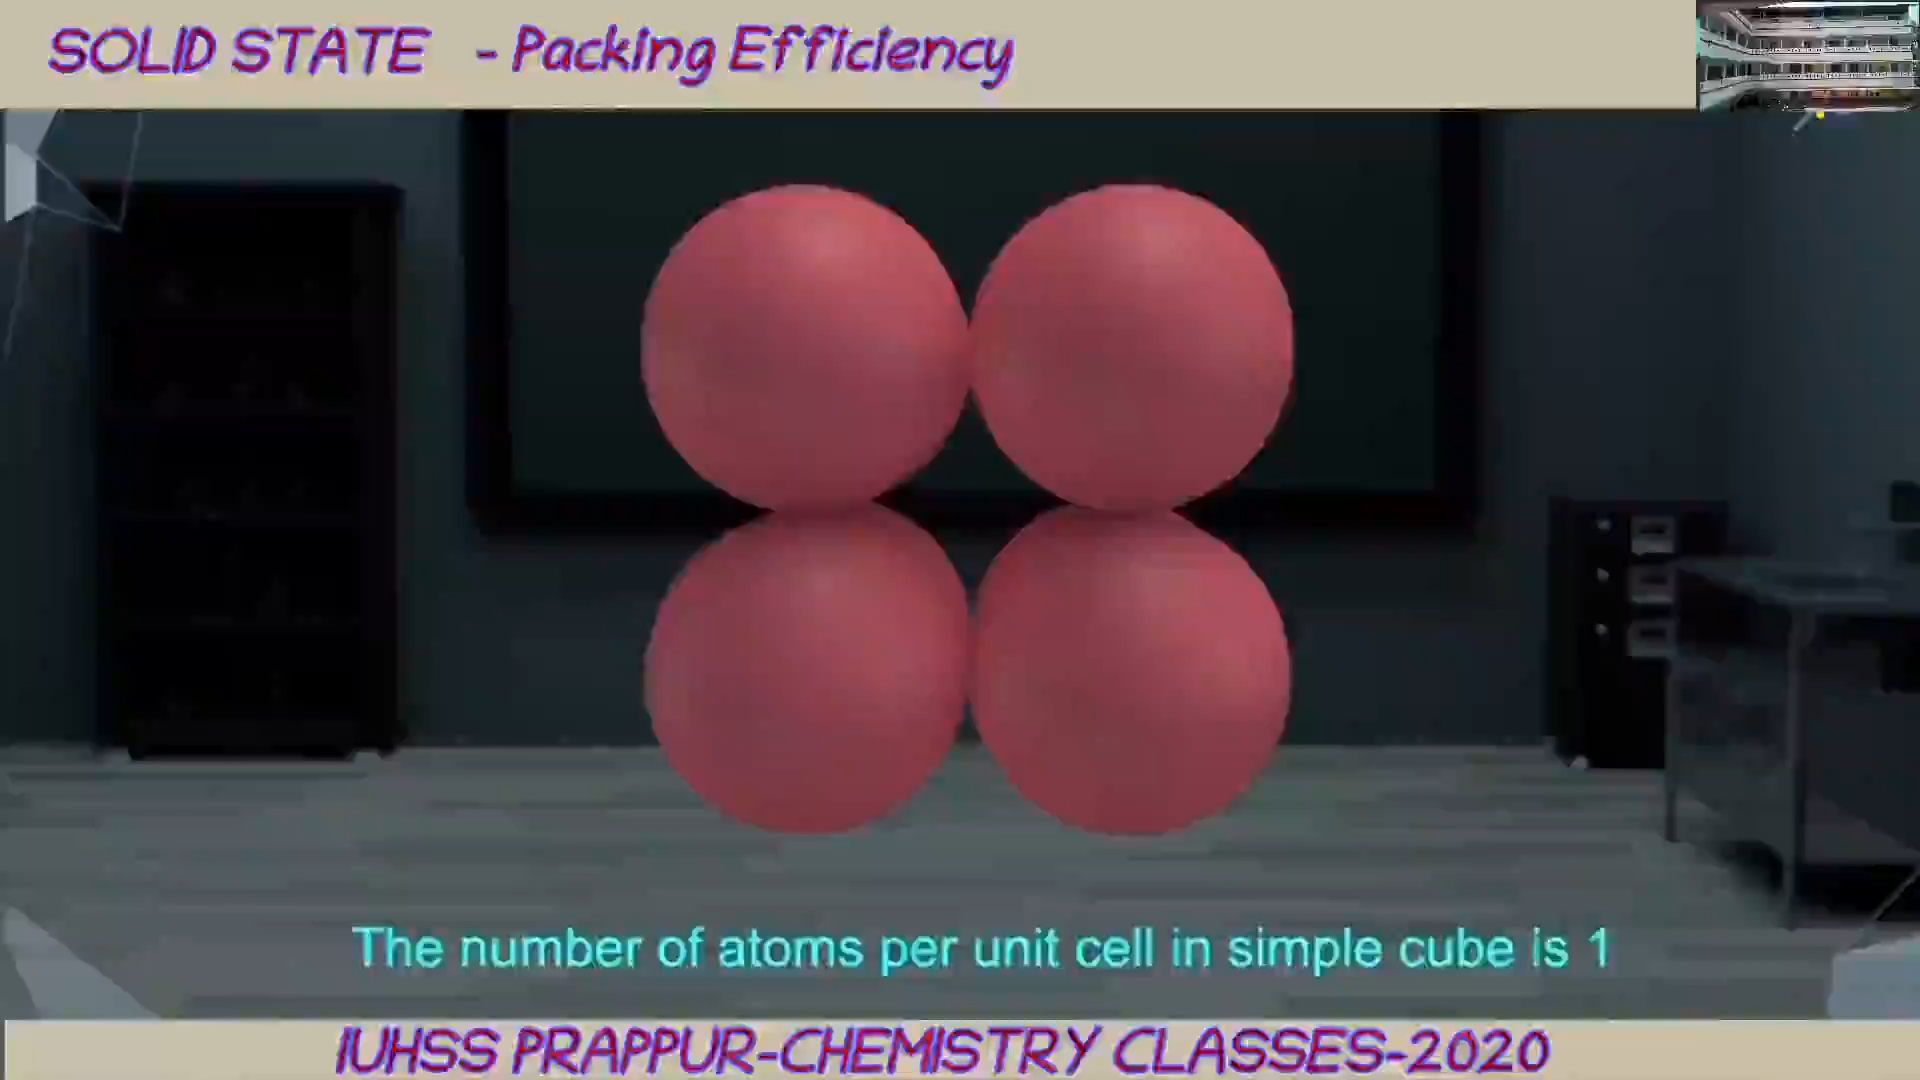 SOLID STATE - Packing Efficiency
The number of atoms per unit cell in simple cube is 1
IUHSS PRAPPUR-CHEMISTRY CLASSES-2020